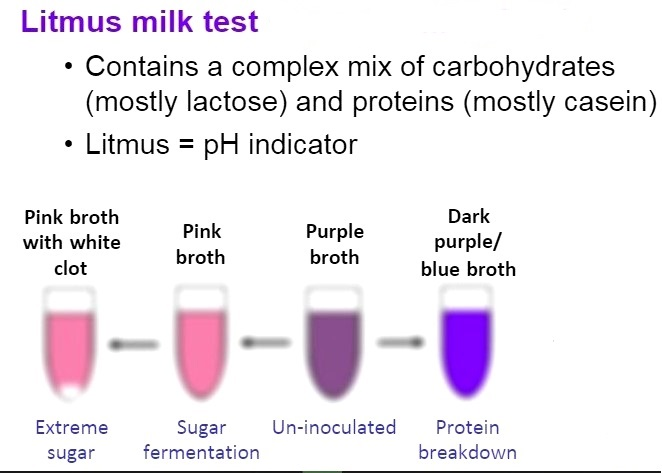 Litmus milk test
• Contains a complex mix of carbohydrates
(mostly lactose) and proteins (mostly casein)
• Litmus = pH indicator
Pink broth
with white
clot
Pink
broth
Purple
broth
Dark
purple/
blue broth
Extreme
sugar
Sugar
fermentation
Un-inoculated
Protein
breakdown